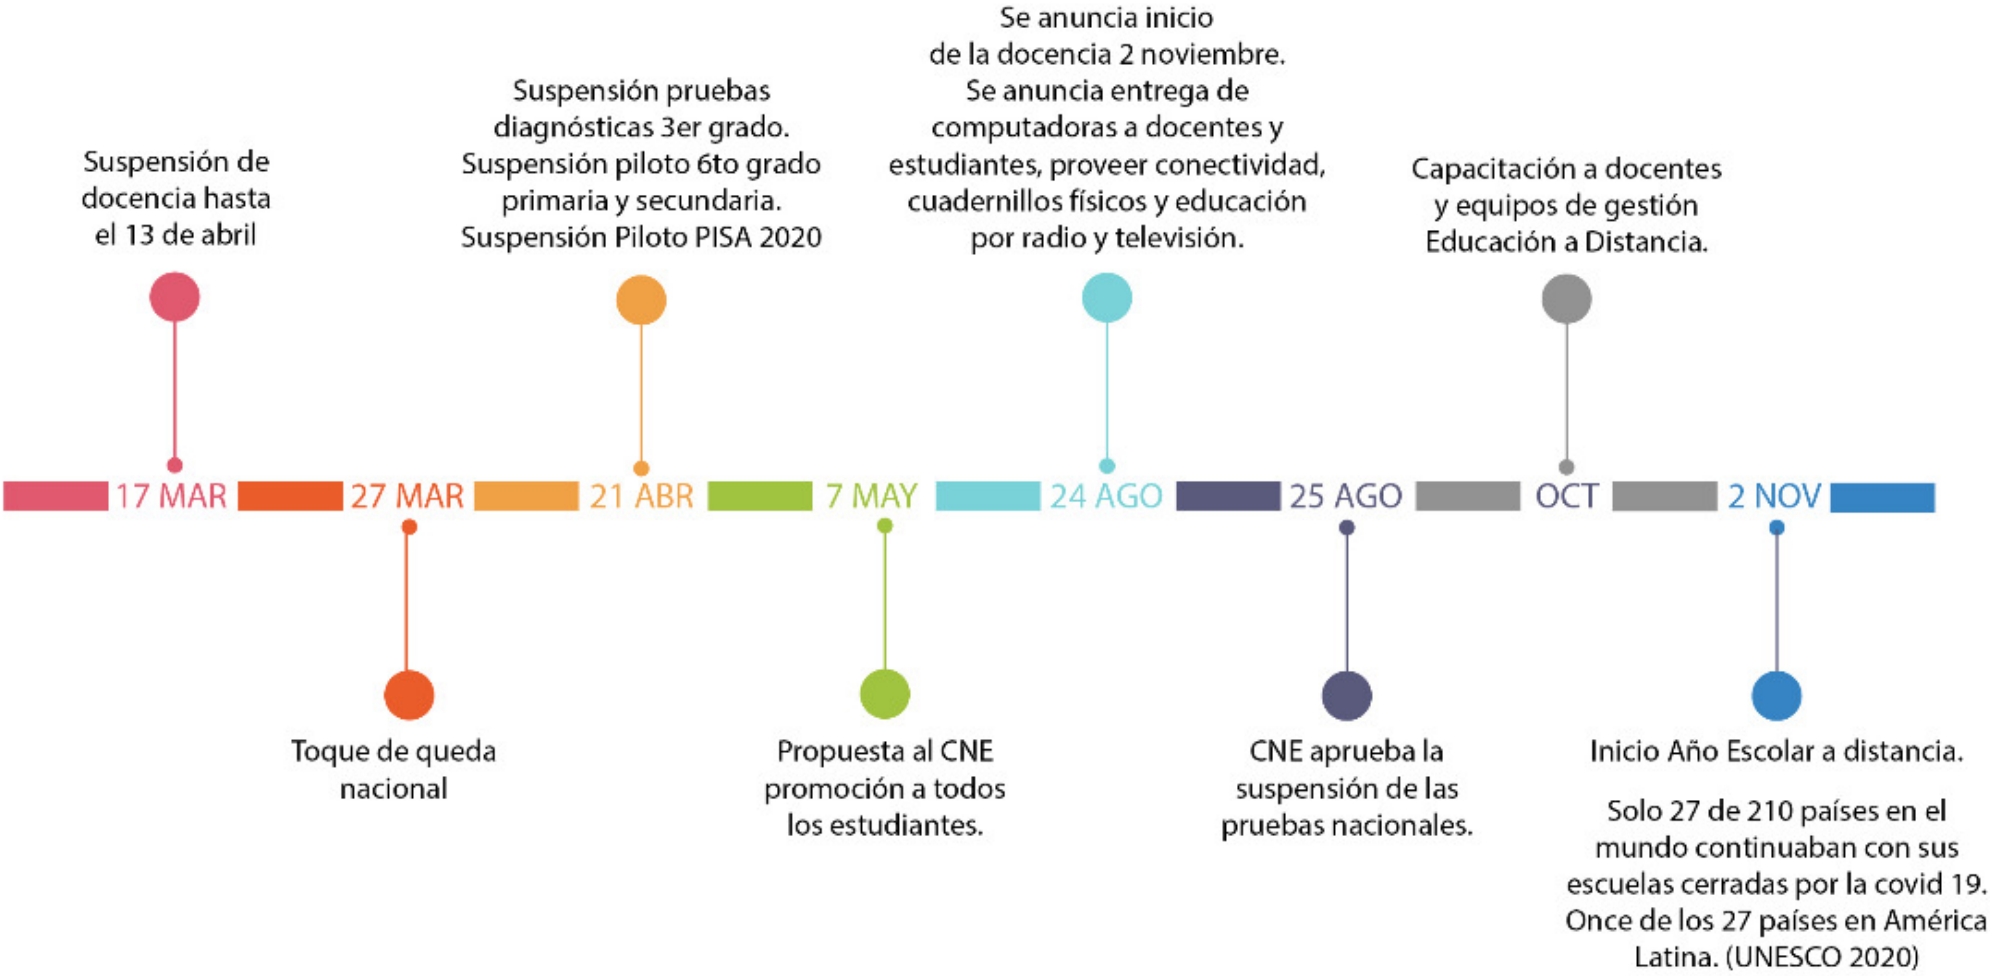 Suspensión de
docencia hasta
el 13 de abril
Suspensión pruebas
diagnósticas 3er grado.
Suspensión piloto 6to grado
primaria y secundaria.
Suspensión Piloto PISA 2020
Se anuncia inicio
de la docencia 2 noviembre.
Se anuncia entrega de
computadoras a docentes y
estudiantes, proveer conectividad,
cuadernillos físicos y educación
por radio y televisión.
Capacitación a docentes
y equipos de gestión
Educación a Distancia.
17 MAR 27 MAR 21 ABR 7 MAY 24 AGO 25 AGO OCT 2 NOV
Toque de queda
nacional
Propuesta al CNE
promoción a todos
los estudiantes.
CNE aprueba la
suspensión de las
pruebas nacionales.
Inicio Año Escolar a distancia.
Solo 27 de 210 países en el
mundo continuaban con sus
escuelas cerradas por la covid 19.
Once de los 27 países en América
Latina. (UNESCO 2020)